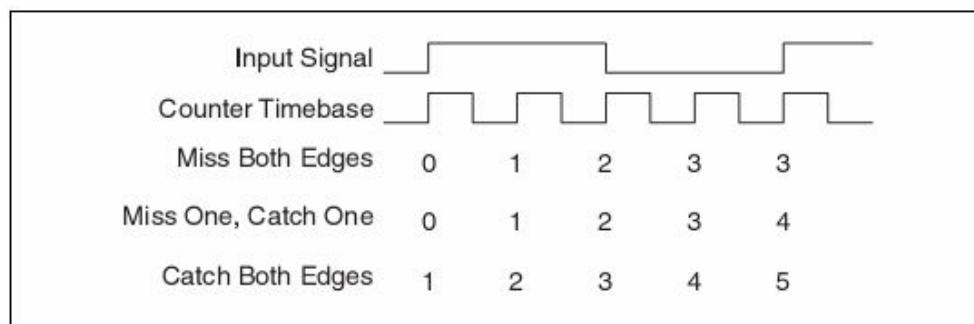 Input Signal
Counter Timebase
Miss Both Edges 0 1 2 3 3
Miss One, Catch One 0 1 2 3 4
Catch Both Edges 1 2 3 4 5